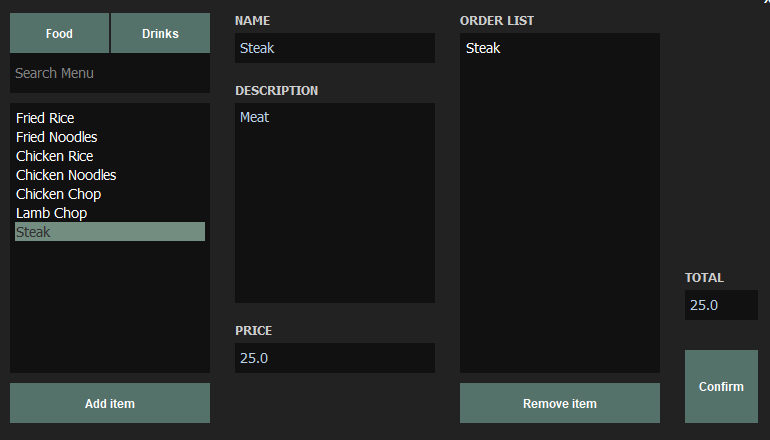 Food
Drinks
Search Menu
Fried Rice
Fried Noodles
Chicken Rice
Chicken Noodles
Chicken Chop
Lamb Chop
Steak
Add item
NAME
Steak
DESCRIPTION
Meat
PRICE
25.0
ORDER LIST
Steak
Remove item
TOTAL
25.0
Confirm